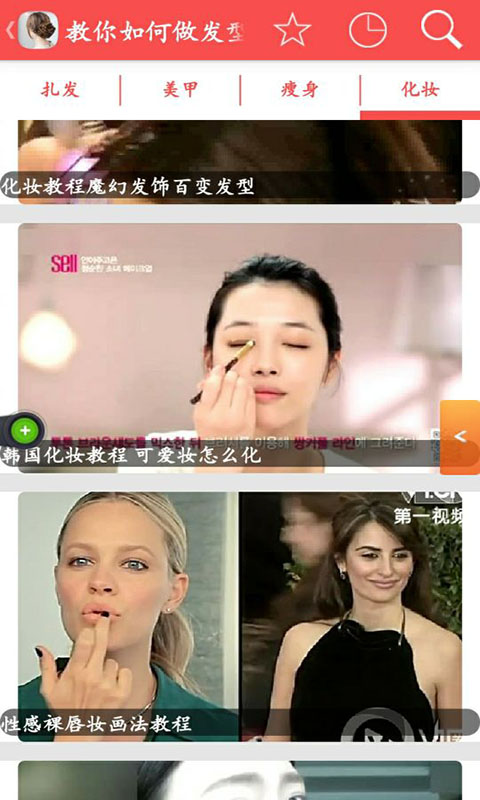 教你如何做发型
扎发
美甲
瘦身
化妆
化妆教程魔幻发饰百变发型
sell
韩国化妆教程 可爱妆怎么化
<
第一视频
性感裸唇妆画法教程